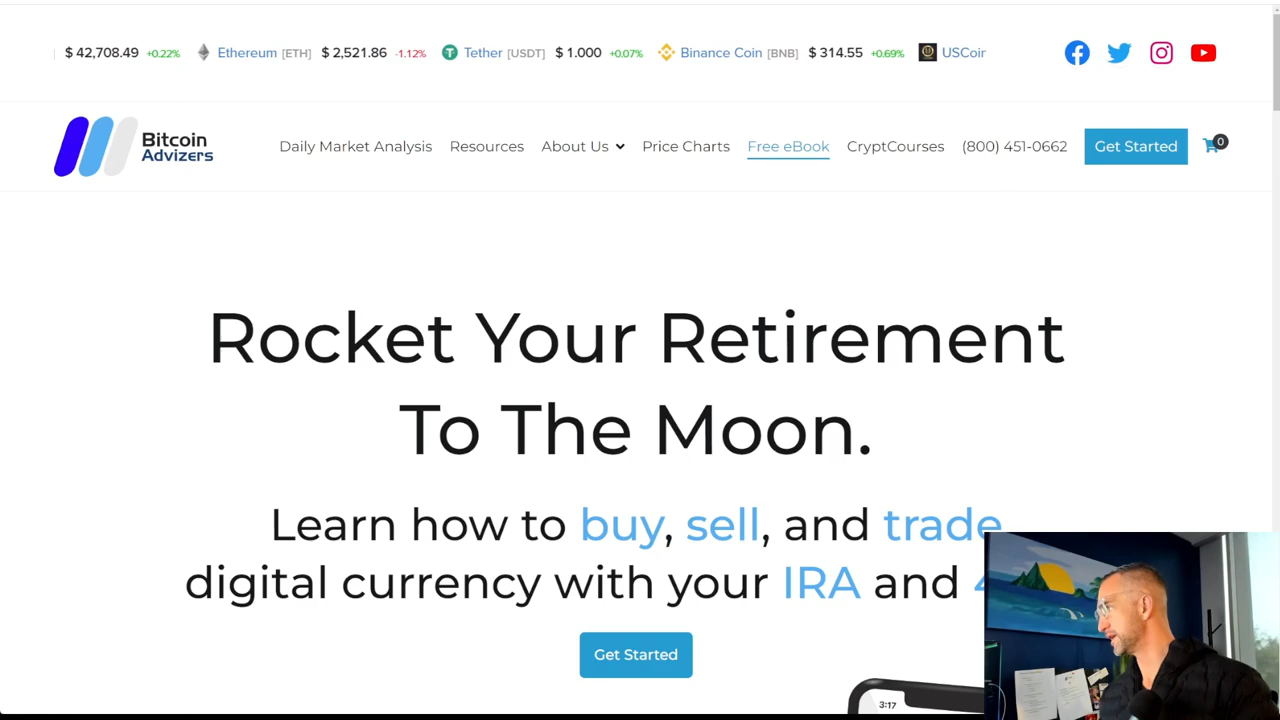 $ 42,708.49 +0.22% Ethereum [ETH] $ 2,521.86 -1.12% Tether [USDT] $ 1.000 +0.07% Binance Coin [BNB] $ 314.55 +0.69% USCoin
Bitcoin
Advizers
Daily Market Analysis Resources About Us Price Charts Free eBook CryptCourses (800) 451-0662 Get Started 0
Rocket Your Retirement
To The Moon.
Learn how to buy, sell, and trade
digital currency with your IRA and
Get Started
3:17